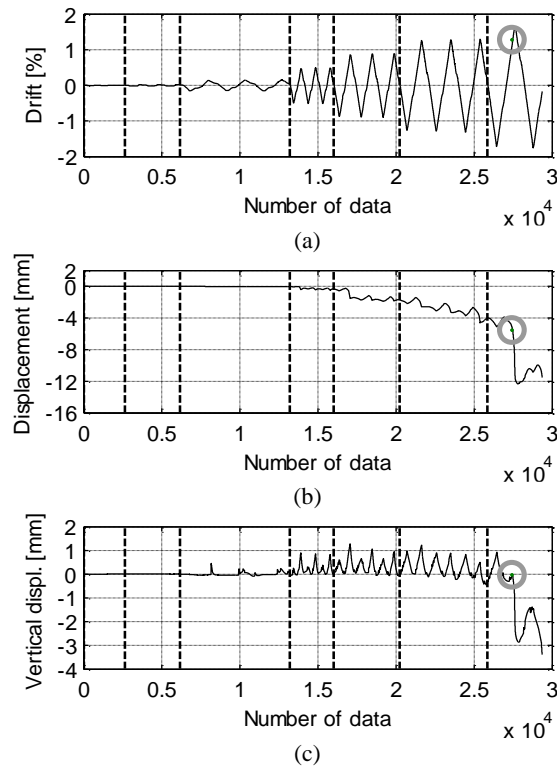 2
1
0
-1
-2
Drift [%]
0 0.5 1 1.5 2 2.5 3
Number of data
x 10^4
(a)
2
0
-4
-8
-12
-16
Displacement [mm]
0 0.5 1 1.5 2 2.5 3
Number of data
x 10^4
(b)
2
1
0
-1
-2
-3
-4
Vertical displ. [mm]
0 0.5 1 1.5 2 2.5 3
Number of data
x 10^4
(c)